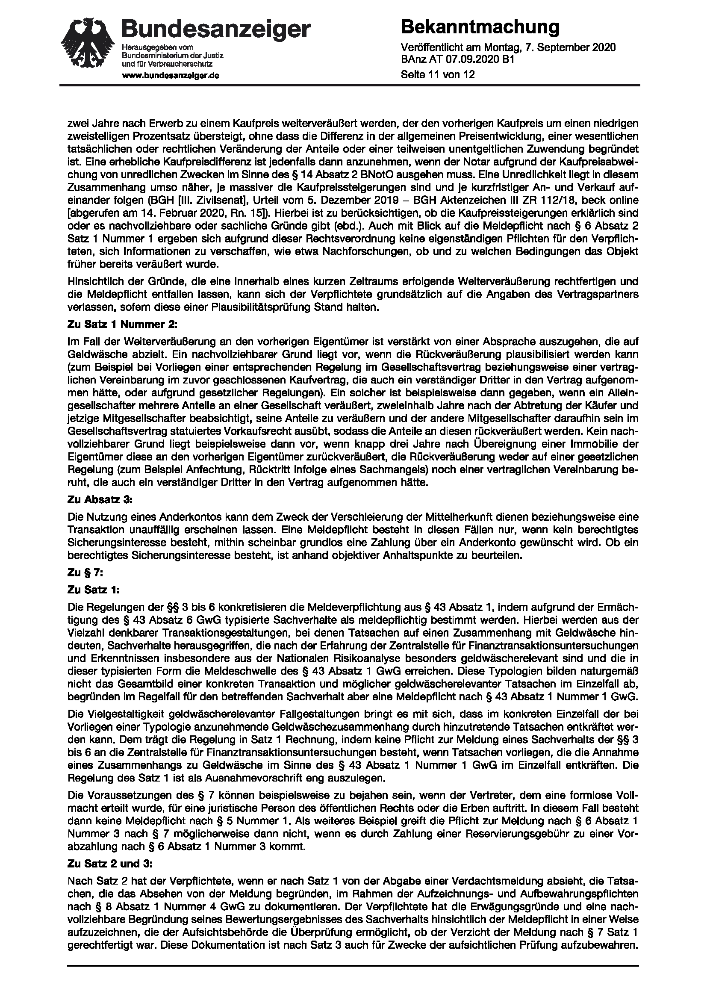 Bundesanzeiger
Herausgegeben vom
Bundesministerium der Justiz
und für Verbraucherschutz
www.bundesanzeiger.de
Bekanntmachung
Veröffentlicht am Montag, 7. September 2020
BAnz AT 07.09.2020 B1
Seite 11 von 12
zwei Jahre nach Erwerb zu einem Kaufpreis weiterveräußert werden, der den vorherigen Kaufpreis um einen niedrigen
zweistelligen Prozentsatz übersteigt, ohne dass die Differenz in der allgemeinen Preisentwicklung, einer wesentlichen
tatsächlichen oder rechtlichen Veränderung der Anteile oder einer teilweisen unentgeltlichen Zuwendung begründet
ist. Eine erhebliche Kaufpreisdifferenz ist jedenfalls dann anzunehmen, wenn der Notar aufgrund der Kaufpreisabwei-
chung von unredlichen Zwecken im Sinne des § 14 Absatz 2 BNotO ausgehen muss. Eine Unredlichkeit liegt in diesem
Zusammenhang umso näher, je massiver die Kaufpreissteigerungen sind und je kurzfristiger An- und Verkauf auf-
einander folgen (BGH [III. Zivilsenat], Urteil vom 5. Dezember 2019 – BGH Aktenzeichen III ZR 112/18, beck online
[abgerufen am 14. Februar 2020, Rn. 15]). Hierbei ist zu berücksichtigen, ob die Kaufpreissteigerungen erklärlich sind
oder es nachvollziehbare oder sachliche Gründe gibt (ebd.). Auch mit Blick auf die Meldepflicht nach § 6 Absatz 2
Satz 1 Nummer 1 ergeben sich aufgrund dieser Rechtsverordnung keine eigenständigen Pflichten für den Verpflich-
teten, sich Informationen zu verschaffen, wie etwa Nachforschungen, ob und zu welchen Bedingungen das Objekt
früher bereits veräußert wurde.
Hinsichtlich der Gründe, die eine innerhalb eines kurzen Zeitraums erfolgende Weiterveräußerung rechtfertigen und
die Meldepflicht entfallen lassen, kann sich der Verpflichtete grundsätzlich auf die Angaben des Vertragspartners
verlassen, sofern diese einer Plausibilitätsprüfung Stand halten.
Zu Satz 1 Nummer 2:
Im Fall der Weiterveräußerung an den vorherigen Eigentümer ist verstärkt von einer Absprache auszugehen, die auf
Geldwäsche abzielt. Ein nachvollziehbarer Grund liegt vor, wenn die Rückveräußerung plausibilisiert werden kann
(zum Beispiel bei Vorliegen einer entsprechenden Regelung im Gesellschaftsvertrag beziehungsweise einer vertrag-
lichen Vereinbarung im zuvor geschlossenen Kaufvertrag, die auch ein verständiger Dritter in den Vertrag aufgenom-
men hätte, oder aufgrund gesetzlicher Regelungen). Ein solcher ist beispielsweise dann gegeben, wenn ein Allein-
gesellschafter mehrere Anteile an einer Gesellschaft veräußert, zweieinhalb Jahre nach der Abtretung der Käufer und
jetzige Mitgesellschafter beabsichtigt, seine Anteile zu veräußern und der andere Mitgesellschafter daraufhin sein im
Gesellschaftsvertrag statuiertes Vorkaufsrecht ausübt, sodass die Anteile an diesen rückveräußert werden. Kein nach-
vollziehbarer Grund liegt beispielsweise dann vor, wenn knapp drei Jahre nach Übereignung einer Immobilie der
Eigentümer diese an den vorherigen Eigentümer zurückveräußert, die Rückveräußerung weder auf einer gesetzlichen
Regelung (zum Beispiel Anfechtung, Rücktritt infolge eines Sachmangels) noch einer vertraglichen Vereinbarung be-
ruht, die auch ein verständiger Dritter in den Vertrag aufgenommen hätte.
Zu Absatz 3:
Die Nutzung eines Anderkontos kann dem Zweck der Verschleierung der Mittelherkunft dienen beziehungsweise eine
Transaktion unauffällig erscheinen lassen. Eine Meldepflicht besteht in diesen Fällen nur, wenn kein berechtigtes
Sicherungsinteresse besteht, mithin scheinbar grundlos eine Zahlung über ein Anderkonto gewünscht wird. Ob ein
berechtigtes Sicherungsinteresse besteht, ist anhand objektiver Anhaltspunkte zu beurteilen.
Zu § 7:
Zu Satz 1:
Die Regelungen der §§ 3 bis 6 konkretisieren die Meldeverpflichtung aus § 43 Absatz 1, indem aufgrund der Ermäch-
tigung des § 43 Absatz 6 GwG typisierte Sachverhalte als meldepflichtig bestimmt werden. Hierbei werden aus der
Vielzahl denkbarer Transaktionsgestaltungen, bei denen Tatsachen auf einen Zusammenhang mit Geldwäsche hin-
deuten, Sachverhalte herausgegriffen, die nach der Erfahrung der Zentralstelle für Finanztransaktionsuntersuchungen
und Erkenntnissen insbesondere aus der Nationalen Risikoanalyse besonders geldwäscherelevant sind und die in
dieser typisierten Form die Meldeschwelle des § 43 Absatz 1 GwG erreichen. Diese Typologien bilden naturgemäß
nicht das Gesamtbild einer konkreten Transaktion und möglicher geldwäscherelevanter Tatsachen im Einzelfall ab,
begründen im Regelfall für den betreffenden Sachverhalt aber eine Meldepflicht nach § 43 Absatz 1 Nummer 1 GwG.
Die Vielgestaltigkeit geldwäscherelevanter Fallgestaltungen bringt es mit sich, dass im konkreten Einzelfall der bei
Vorliegen einer Typologie anzunehmende Geldwäschezusammenhang durch hinzutretende Tatsachen entkräftet wer-
den kann. Dem trägt die Regelung in Satz 1 Rechnung, indem keine Pflicht zur Meldung eines Sachverhalts der §§ 3
bis 6 an die Zentralstelle für Finanztransaktionsuntersuchungen besteht, wenn Tatsachen vorliegen, die die Annahme
eines Zusammenhangs zu Geldwäsche im Sinne des § 43 Absatz 1 Nummer 1 GwG im Einzelfall entkräften. Die
Regelung des Satz 1 ist als Ausnahmevorschrift eng auszulegen.
Die Voraussetzungen des § 7 können beispielsweise zu bejahen sein, wenn der Vertreter, dem eine formlose Voll-
macht erteilt wurde, für eine juristische Person des öffentlichen Rechts oder die Erben auftritt. In diesem Fall besteht
dann keine Meldepflicht nach § 5 Nummer 1. Als weiteres Beispiel greift die Pflicht zur Meldung nach § 6 Absatz 1
Nummer 3 nach § 7 möglicherweise dann nicht, wenn es durch Zahlung einer Reservierungsgebühr zu einer Vor-
abzahlung nach § 6 Absatz 1 Nummer 3 kommt.
Zu Satz 2 und 3:
Nach Satz 2 hat der Verpflichtete, wenn er nach Satz 1 von der Abgabe einer Verdachtsmeldung absieht, die Tatsa-
chen, die das Absehen von der Meldung begründen, im Rahmen der Aufzeichnungs- und Aufbewahrungspflichten
nach § 8 Absatz 1 Nummer 4 GwG zu dokumentieren. Der Verpflichtete hat die Erwägungsgründe und eine nach-
vollziehbare Begründung seines Bewertungsergebnisses des Sachverhalts hinsichtlich der Meldepflicht in einer Weise
aufzuzeichnen, die der Aufsichtsbehörde die Überprüfung ermöglicht, ob der Verzicht der Meldung nach § 7 Satz 1
gerechtfertigt war. Diese Dokumentation ist nach Satz 3 auch für Zwecke der aufsichtlichen Prüfung aufzubewahren.